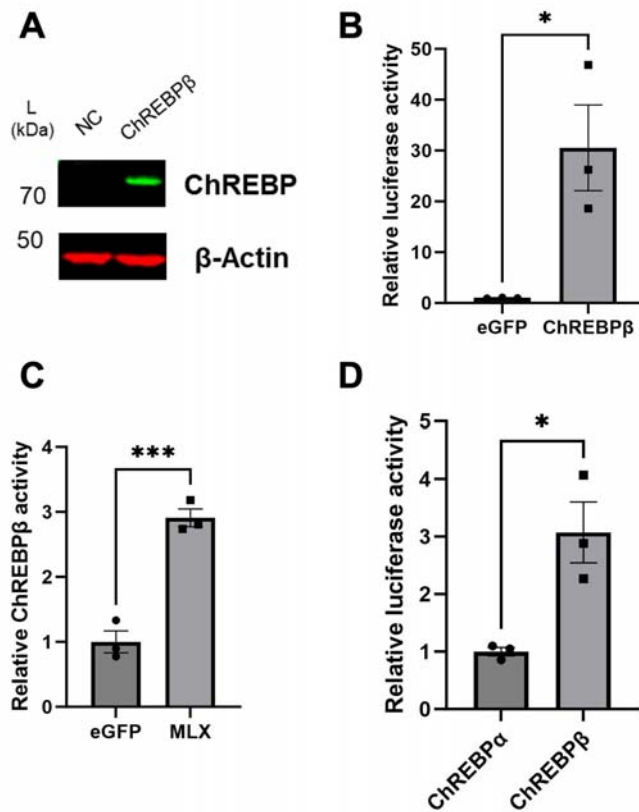 A
L
(kDa)
NC
ChREBPβ
70
ChREBP
50
β-Actin
B
*
Relative luciferase activity
50
40
30
20
10
0
eGFP
ChREBPβ
C
***
Relative ChREBPβ activity
4
3
2
1
0
eGFP
MLX
D
*
Relative luciferase activity
5
4
3
2
1
0
ChREBPα
ChREBPβ